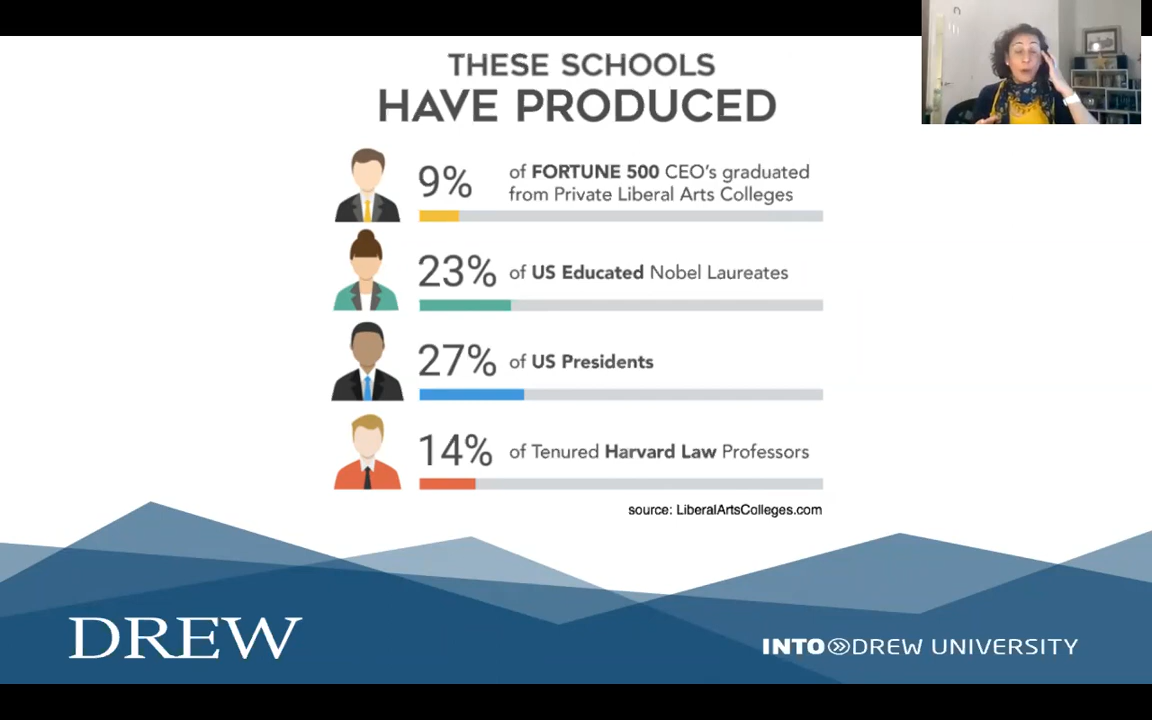 THESE SCHOOLS
HAVE PRODUCED
9%
of FORTUNE 500 CEO's graduated
from Private Liberal Arts Colleges
23%
of US Educated Nobel Laureates
27%
of US Presidents
14%
of Tenured Harvard Law Professors
source: LiberalArtsColleges.com
DREW
INTO DREW UNIVERSITY